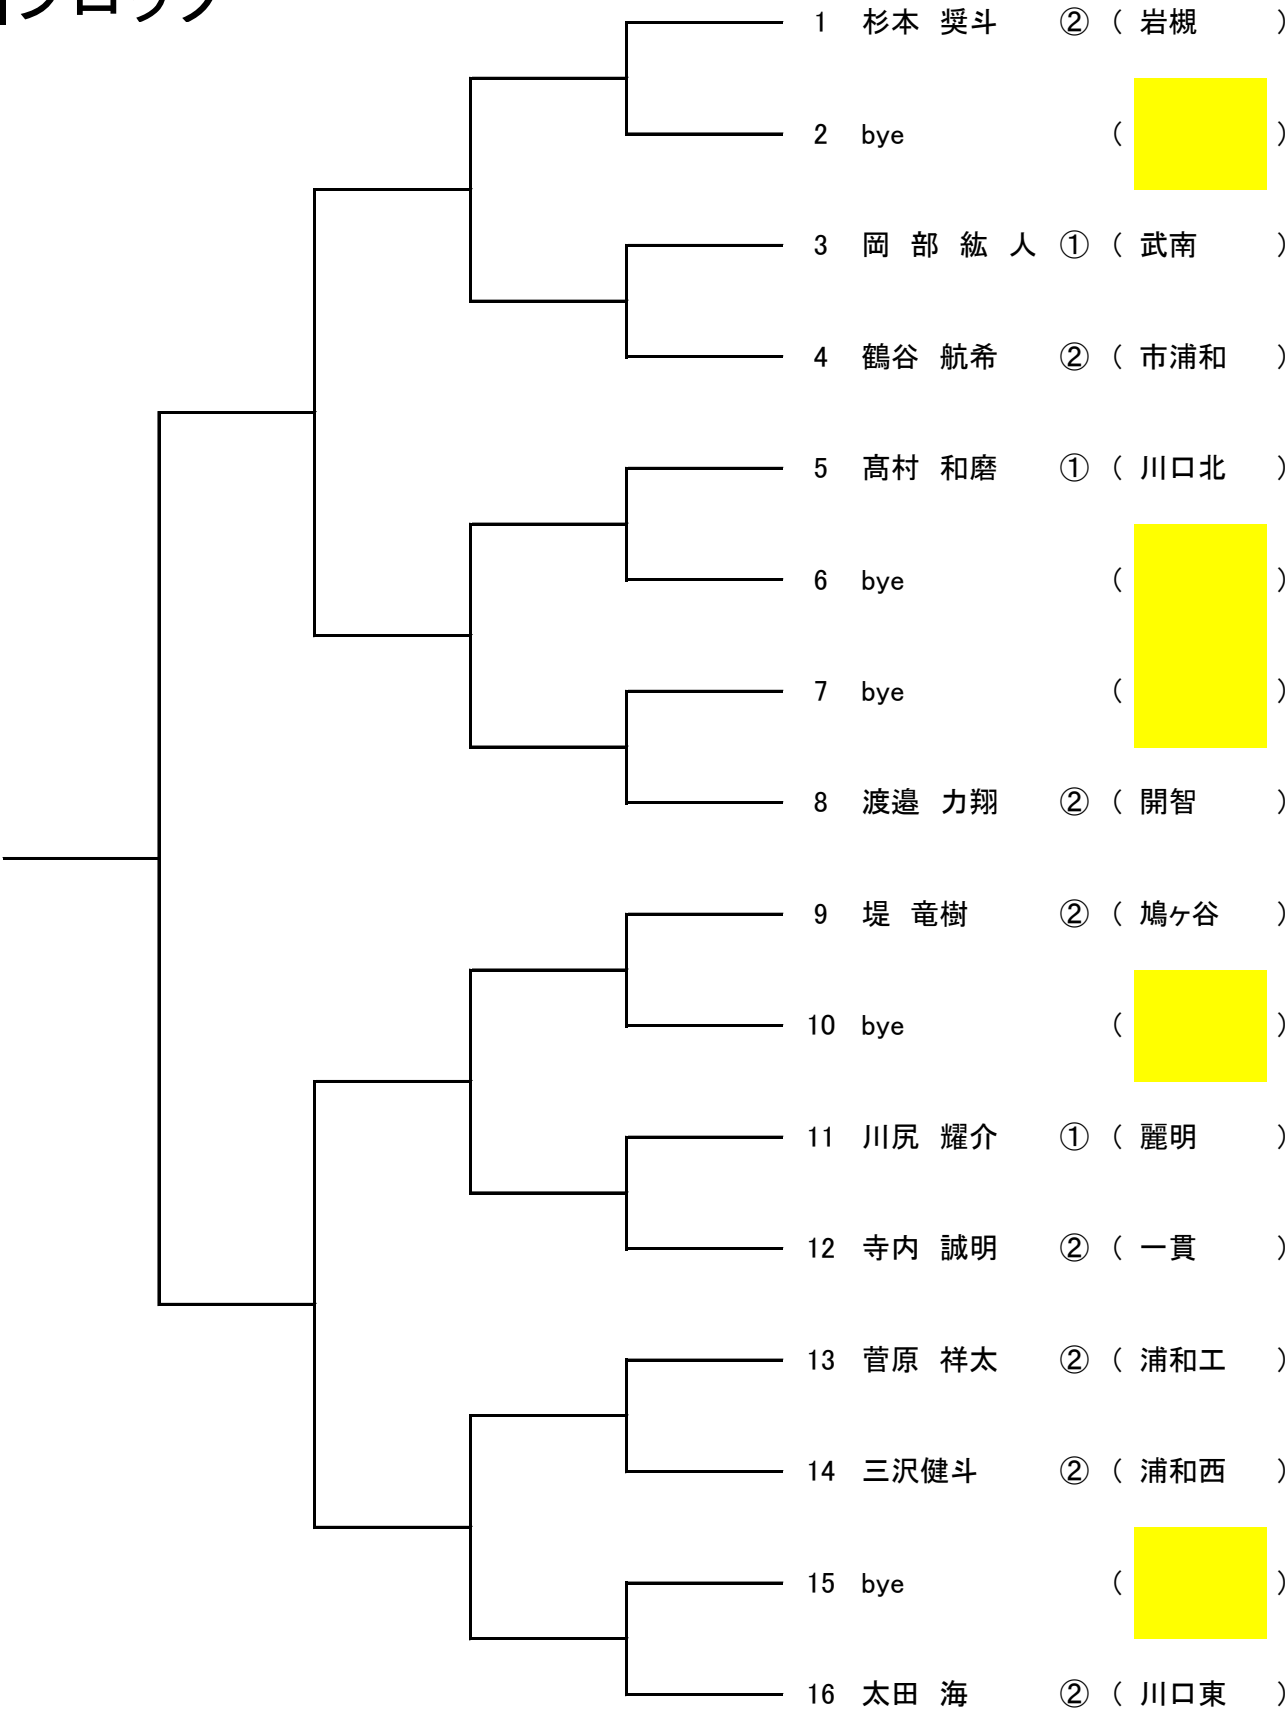 ブロック
1 杉本 奨斗 ② ( 岩槻 )
2 bye ( )
3 岡 部 紘 人 ① ( 武南 )
4 鶴谷 航希 ② ( 市浦和 )
5 髙村 和磨 ① ( 川口北 )
6 bye ( )
7 bye ( )
8 渡邉 力翔 ② ( 開智 )
9 堤 竜樹 ② ( 鳩ヶ谷 )
10 bye ( )
11 川尻 耀介 ① ( 麗明 )
12 寺内 誠明 ② ( 一貫 )
13 菅原 祥太 ② ( 浦和工 )
14 三沢健斗 ② ( 浦和西 )
15 bye ( )
16 太田 海 ② ( 川口東 )